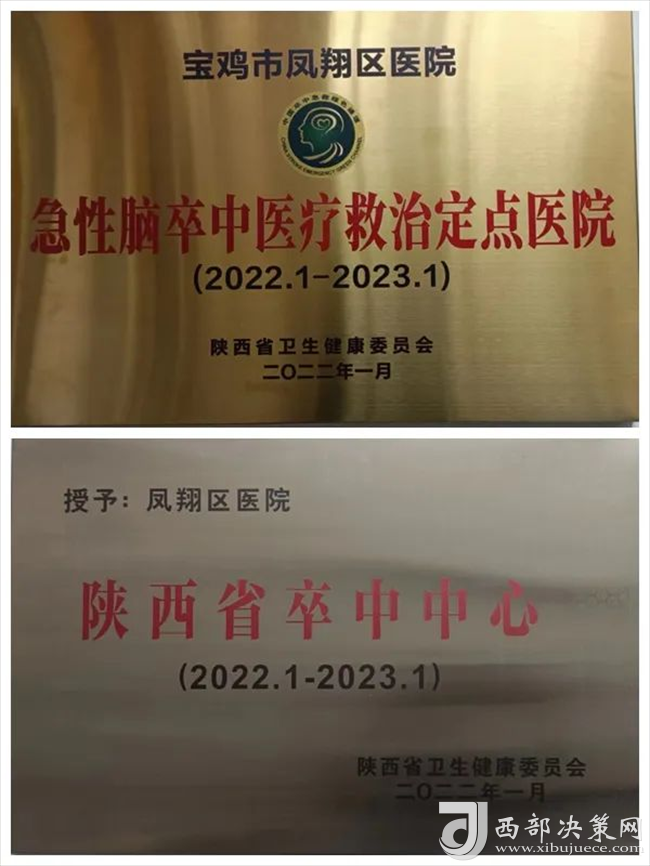 宝鸡市凤翔区医院
急性脑卒中医疗救治定点医院
(2022.1-2023.1)
陕西省卫生健康委员会
二〇二二年一月
授予：凤翔区医院
陕西省卒中中心
(2022.1-2023.1)
陕西省卫生健康委员会
二〇二二年一月
西部决策网
www.xibujuece.com